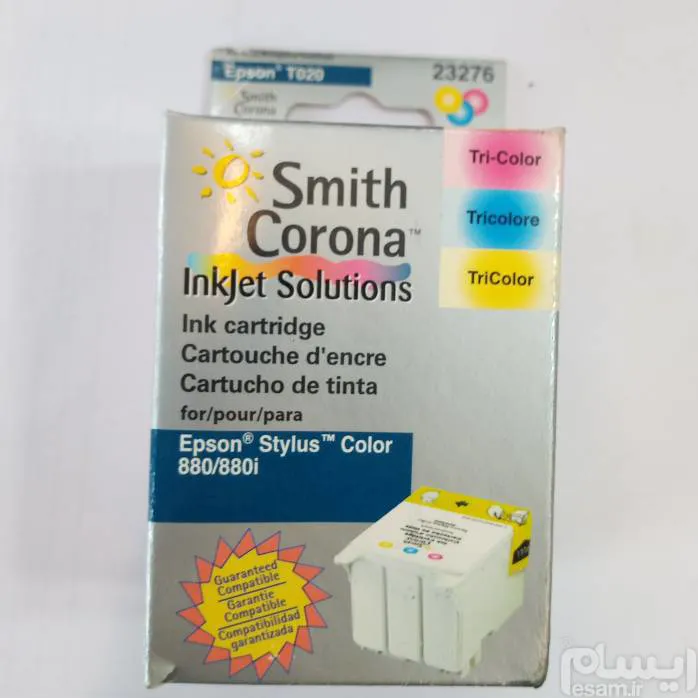 Epson® T020
23276
Smith
Corona
Smith
Corona™
InkJet Solutions
Tri-Color
Tricolore
TriColor
Ink cartridge
Cartouche d'encre
Cartucho de tinta
for/pour/para
Epson® Stylus™ Color
880/880i
Guaranteed
Compatible
Garantie
Compatible
Compatibilidad
garantizada
ایسام
esam.ir